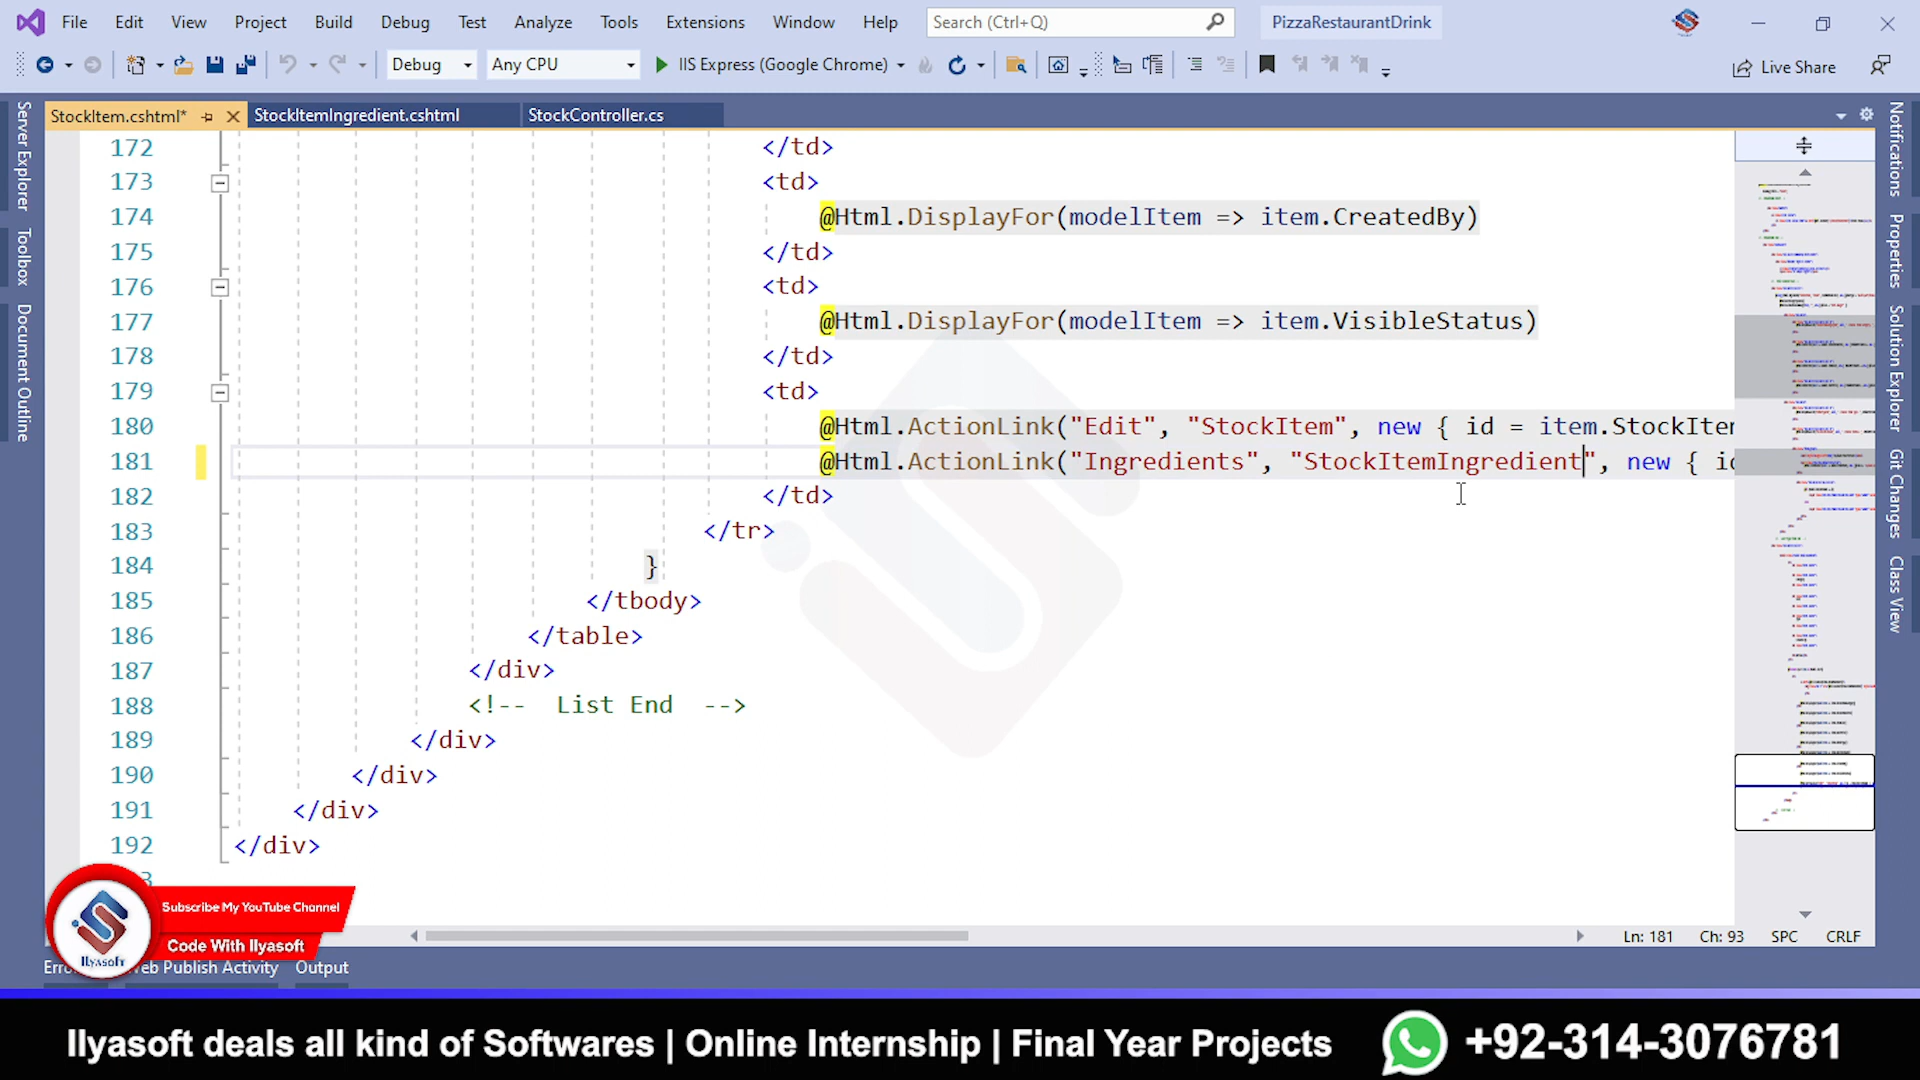 File Edit View Project Build Debug Test Analyze Tools Extensions Window Help Search (Ctrl+Q) PizzaRestaurantDrink
Debug Any CPU IIS Express (Google Chrome) Live Share
StockItem.cshtml* StockItemIngredient.cshtml StockController.cs
Server Explorer
Toolbox
Document Outline
Notifications
Properties
Solution Explorer
Git Changes
Class View
172 </td>
173 <td>
174 @Html.DisplayFor(modelItem => item.CreatedBy)
175 </td>
176 <td>
177 @Html.DisplayFor(modelItem => item.VisibleStatus)
178 </td>
179 <td>
180 @Html.ActionLink("Edit", "StockItem", new { id = item.StockIter
181 @Html.ActionLink("Ingredients", "StockItemIngredient", new { id
182 </td>
183 </tr>
184 }
185 </tbody>
186 </table>
187 </div>
188 <!-- List End -->
189 </div>
190 </div>
191 </div>
192 </div>
Subscribe My YouTube Channel
Code With Ilyasoft
Ilyasoft
Ln: 181 Ch: 93 SPC CRLF
Web Publish Activity Output
Ilyasoft deals all kind of Softwares | Online Internship | Final Year Projects +92-314-3076781